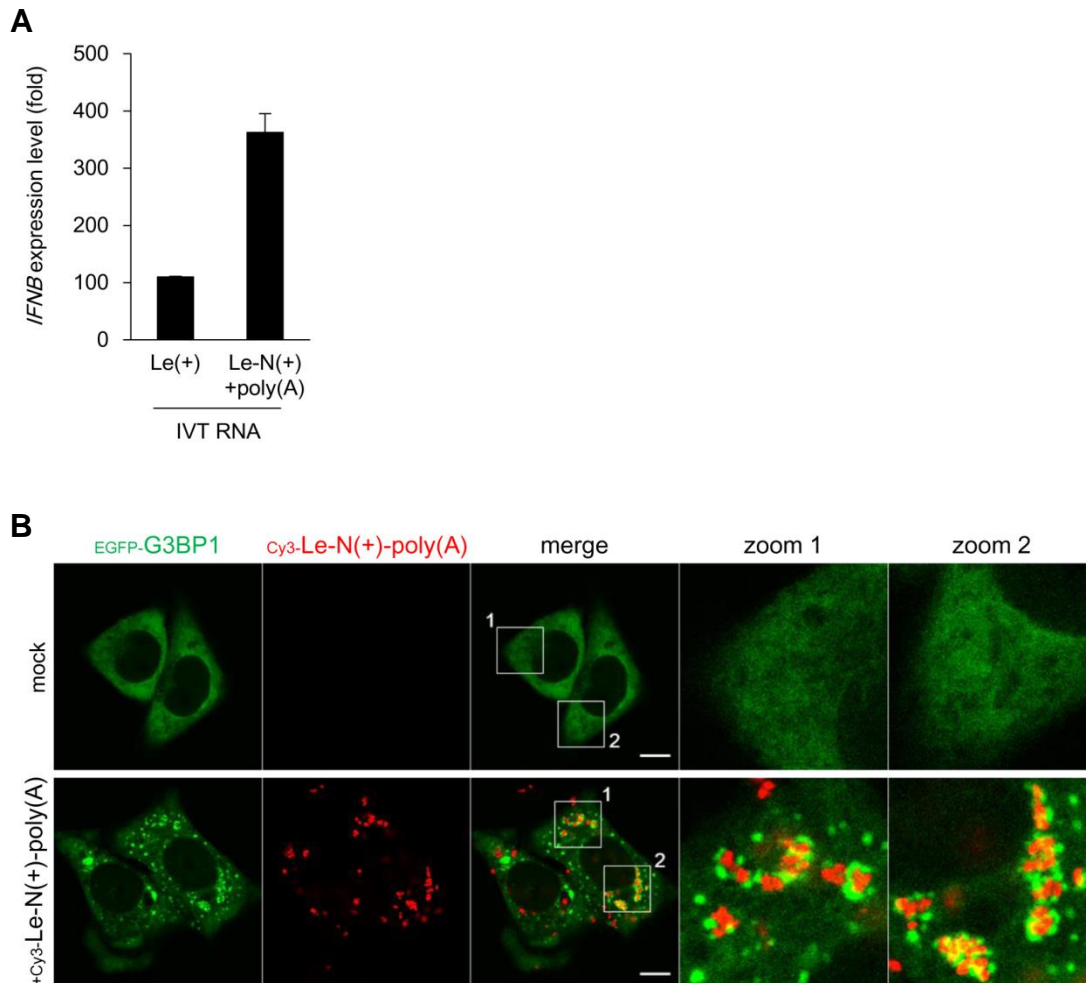 A
500
400
300
200
100
0
IFNB expression level (fold)
Le(+)
Le-N(+)
+poly(A)
IVT RNA
B
EGFP-G3BP1
Cy3-Le-N(+)-poly(A)
merge
zoom 1
zoom 2
mock
1
2
+Cy3-Le-N(+)-poly(A)
1
2